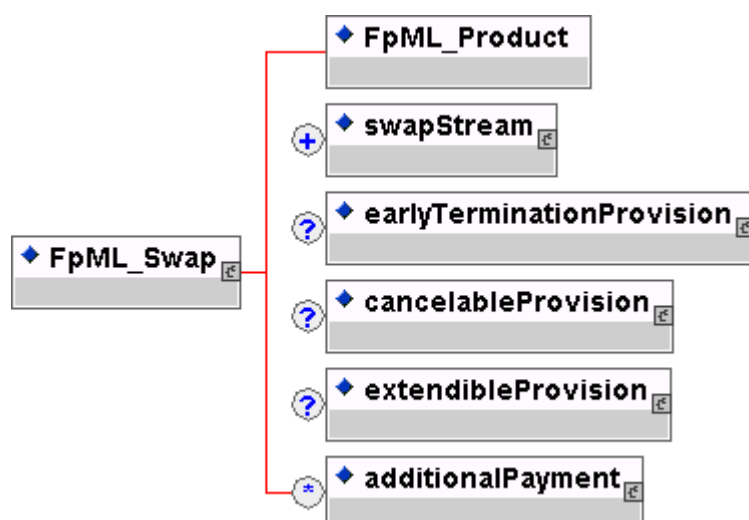 FpML_Product
+ swapStream
? earlyTerminationProvision
FpML_Swap
? cancelableProvision
? extendibleProvision
* additionalPayment